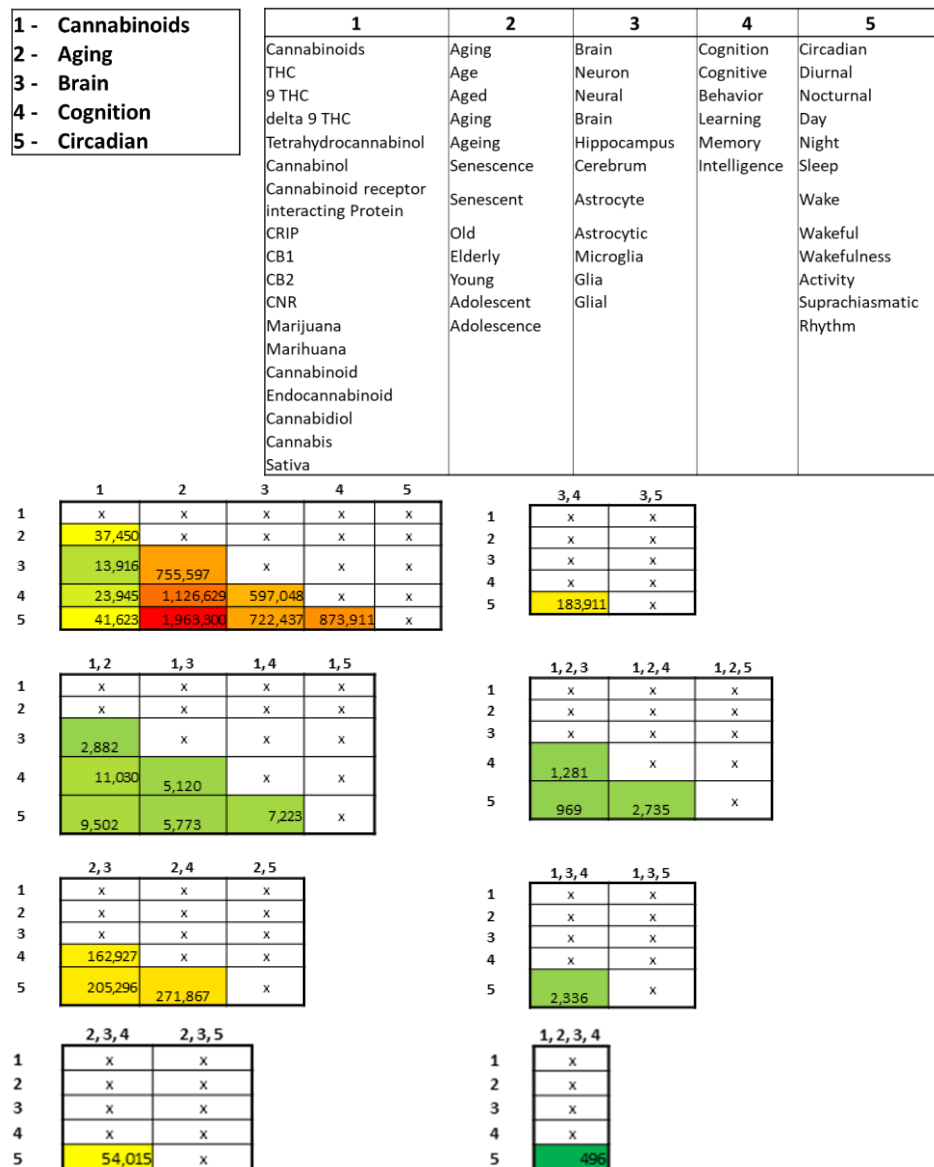 1 - Cannabinoids
2 - Aging
3 - Brain
4 - Cognition
5 - Circadian
1 2 3 4 5
Cannabinoids Aging Brain Cognition Circadian
THC Age Neuron Cognitive Diurnal
9 THC Aged Neural Behavior Nocturnal
delta 9 THC Aging Brain Learning Day
Tetrahydrocannabinol Ageing Hippocampus Memory Night
Cannabinol Senescence Cerebrum Intelligence Sleep
Cannabinoid receptor
interacting Protein Senescent Astrocyte Wake
CRIP Old Astrocytic Wakeful
CB1 Elderly Microglia Wakefulness
CB2 Young Glia Activity
CNR Adolescent Glial Suprachiasmatic
Marijuana Adolescence Rhythm
Marihuana
Cannabinoid
Endocannabinoid
Cannabidiol
Cannabis
Sativa
1 2 3 4 5
1 x x x x x
2 37,450 x x x x
3 13,916 755,597 x x x
4 23,945 1,126,629 597,048 x x
5 41,623 1,963,300 722,437 873,911 x
3,4 3,5
1 x x
2 x x
3 x x
4 x x
5 183,911 x
1,2 1,3 1,4 1,5
1 x x x x
2 x x x x
3 2,882 x x x
4 11,030 5,120 x x
5 9,502 5,773 7,223 x
1,2,3 1,2,4 1,2,5
1 x x x
2 x x x
3 x x x
4 1,281 x x
5 969 2,735 x
2,3 2,4 2,5
1 x x x
2 x x x
3 x x x
4 162,927 x x
5 205,296 271,867 x
1,3,4 1,3,5
1 x x
2 x x
3 x x
4 x x
5 2,336 x
2,3,4 2,3,5
1 x x
2 x x
3 x x
4 x x
5 54,015 x
1,2,3,4
1 x
2 x
3 x
4 x
5 496